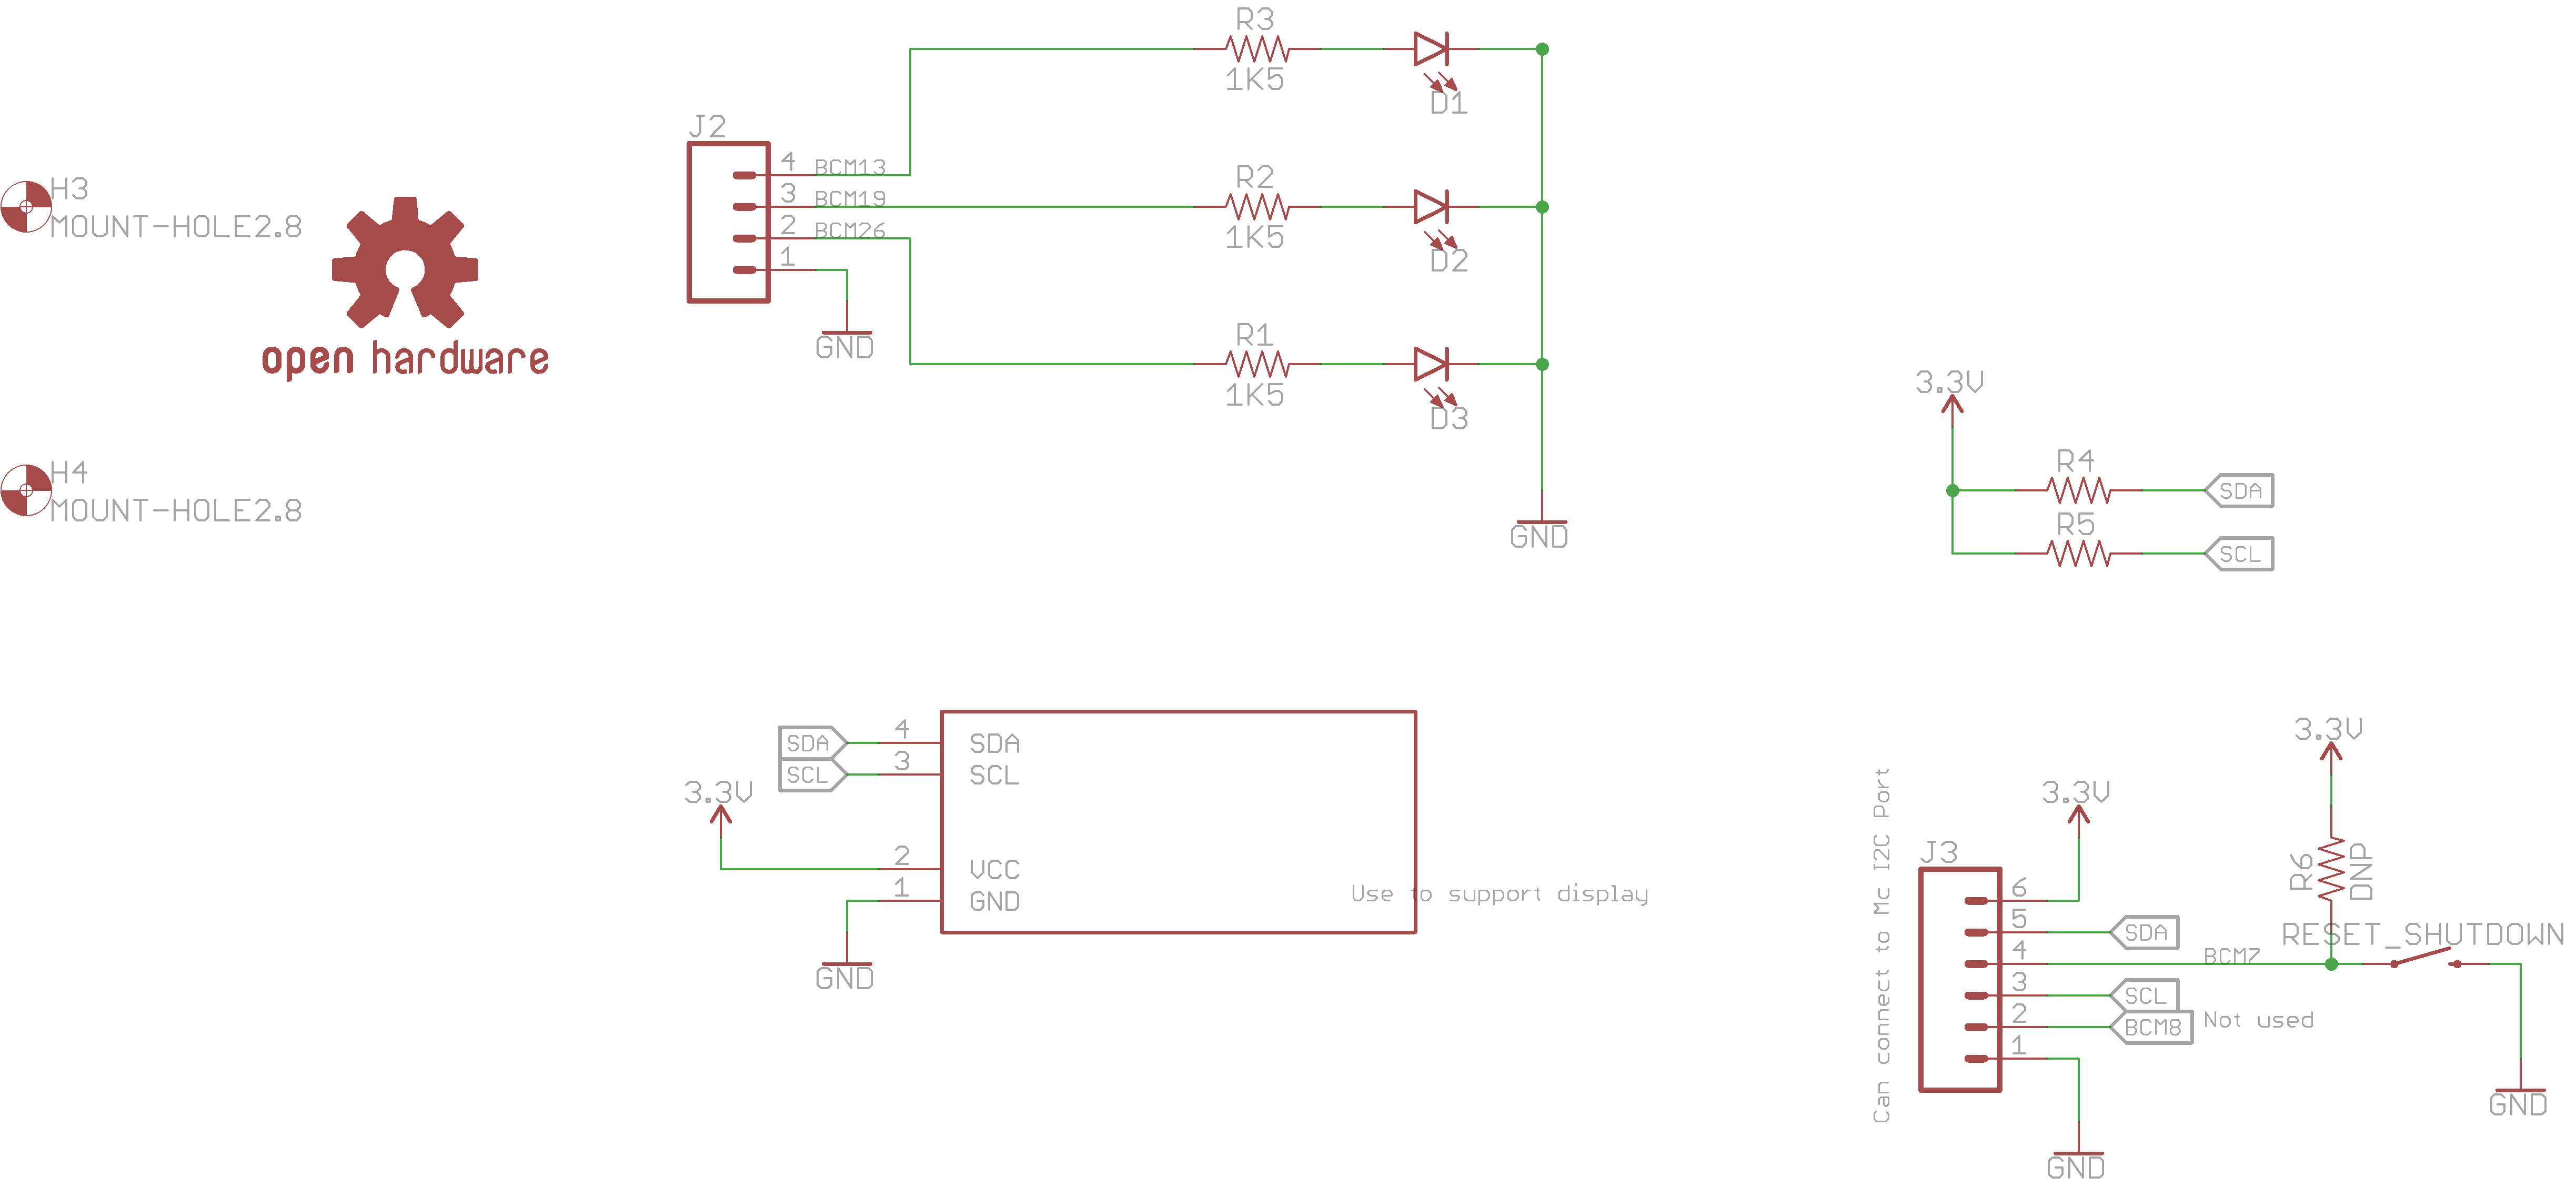 R3
1K5
D1
J2
4
BCM13
3
BCM19
2
BCM26
1
GND
R2
1K5
D2
R1
1K5
D3
GND
H3
MOUNT-HOLE2.8
open hardware
H4
MOUNT-HOLE2.8
3.3V
R4
SDA
R5
SCL
SDA
4
SDA
SCL
3
SCL
3.3V
2
VCC
1
GND
GND
Use to support display
Can connect to Mc I2C Port
J3
3.3V
6
5
SDA
4
BCM7
3
SCL
2
BCM8
Not used
1
GND
3.3V
R6
DNP
RESET_SHUTDOWN
GND